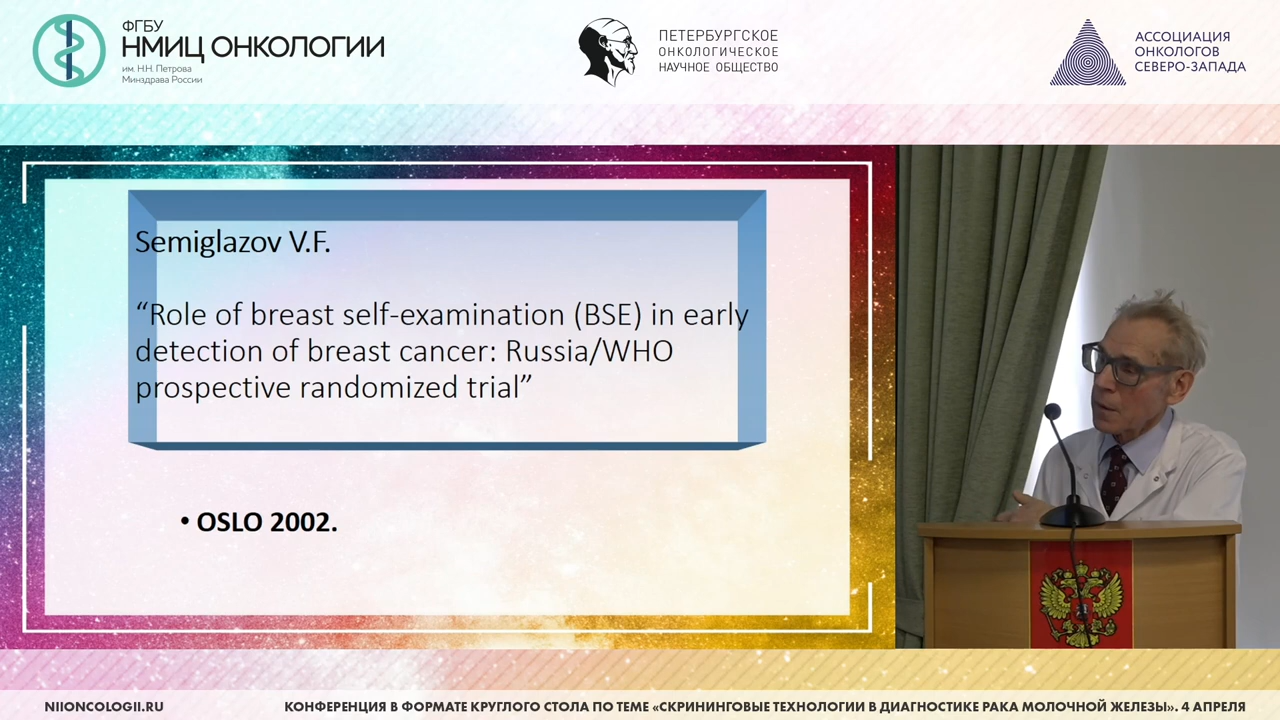 ФГБУ
НМИЦ ОНКОЛОГИИ
им. Н.Н. Петрова
Минздрава России
ПЕТЕРБУРГСКОЕ
ОНКОЛОГИЧЕСКОЕ
НАУЧНОЕ ОБЩЕСТВО
АССОЦИАЦИЯ
ОНКОЛОГОВ
СЕВЕРО-ЗАПАДА
Semiglazov V.F.
“Role of breast self-examination (BSE) in early
detection of breast cancer: Russia/WHO
prospective randomized trial”
• OSLO 2002.
NIIONCOLOGII.RU
КОНФЕРЕНЦИЯ В ФОРМАТЕ КРУГЛОГО СТОЛА ПО ТЕМЕ «СКРИНИНГОВЫЕ ТЕХНОЛОГИИ В ДИАГНОСТИКЕ РАКА МОЛОЧНОЙ ЖЕЛЕЗЫ». 4 АПРЕЛЯ